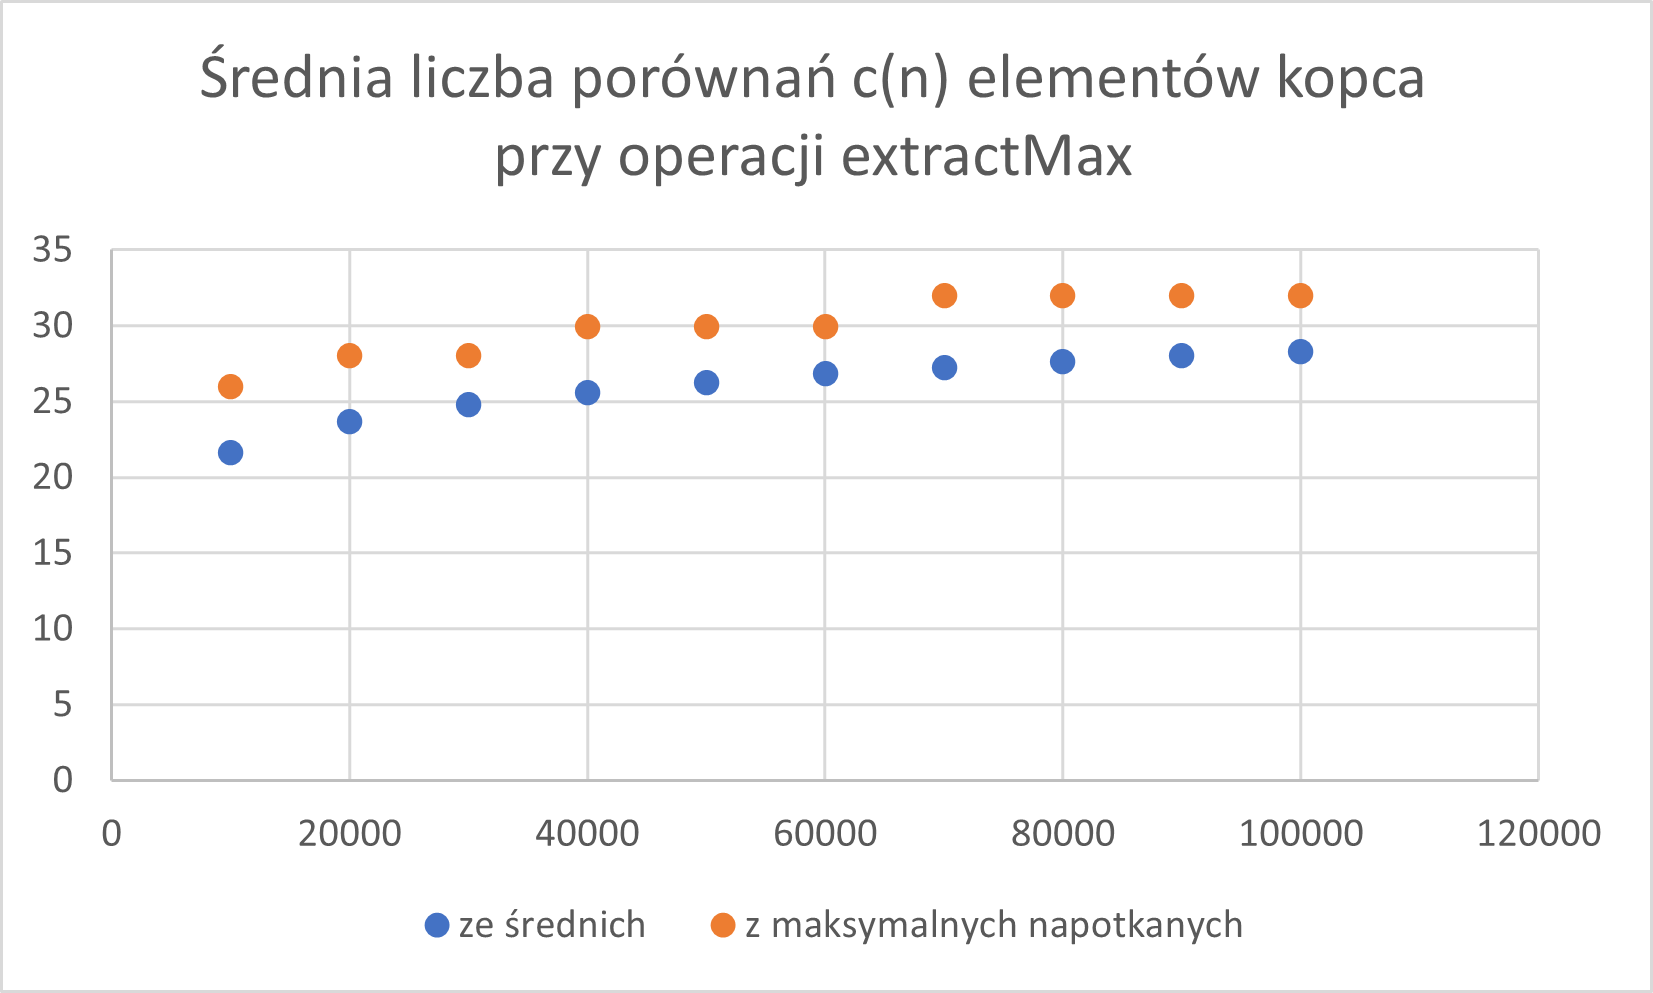 Średnia liczba porównań c(n) elementów kopca
przy operacji extractMax
35
30
25
20
15
10
5
0
0 20000 40000 60000 80000 100000 120000
ze średnich z maksymalnych napotkanych